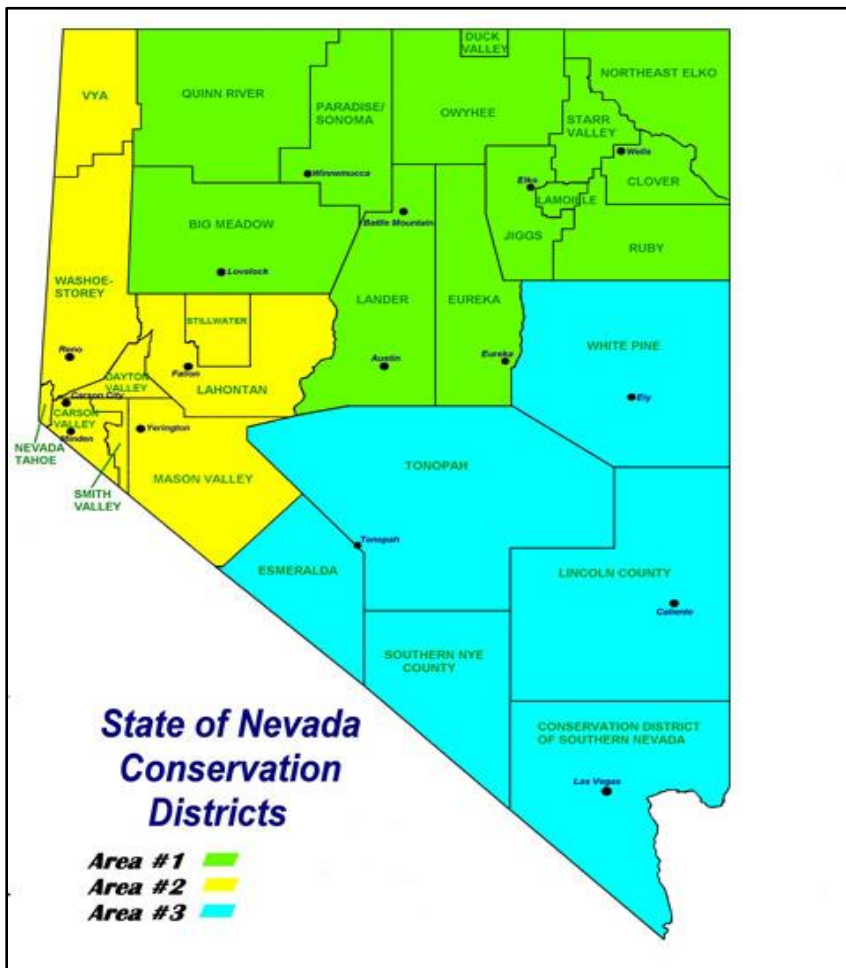 DUCK
VALLEY
NORTHEAST ELKO
VYA
QUINN RIVER
PARADISE/
SONOMA
OWYHEE
STARR
VALLEY
Wells
Winnemucca
CLOVER
Elko
LAMOILLE
Battle Mountain
BIG MEADOW
JIGGS
RUBY
Lovelock
WASHOE-
STOREY
LANDER
EUREKA
STILLWATER
WHITE PINE
Reno
Fallon
Austin
Eureka
DAYTON
VALLEY
LAHONTAN
Carson City
Ely
CARSON
VALLEY
Minden
Yerington
NEVADA
TAHOE
SMITH
VALLEY
MASON VALLEY
TONOPAH
Tonopah
ESMERALDA
LINCOLN COUNTY
Caliente
SOUTHERN NYE
COUNTY
CONSERVATION DISTRICT
OF SOUTHERN NEVADA
Las Vegas
State of Nevada
Conservation
Districts
Area #1
Area #2
Area #3